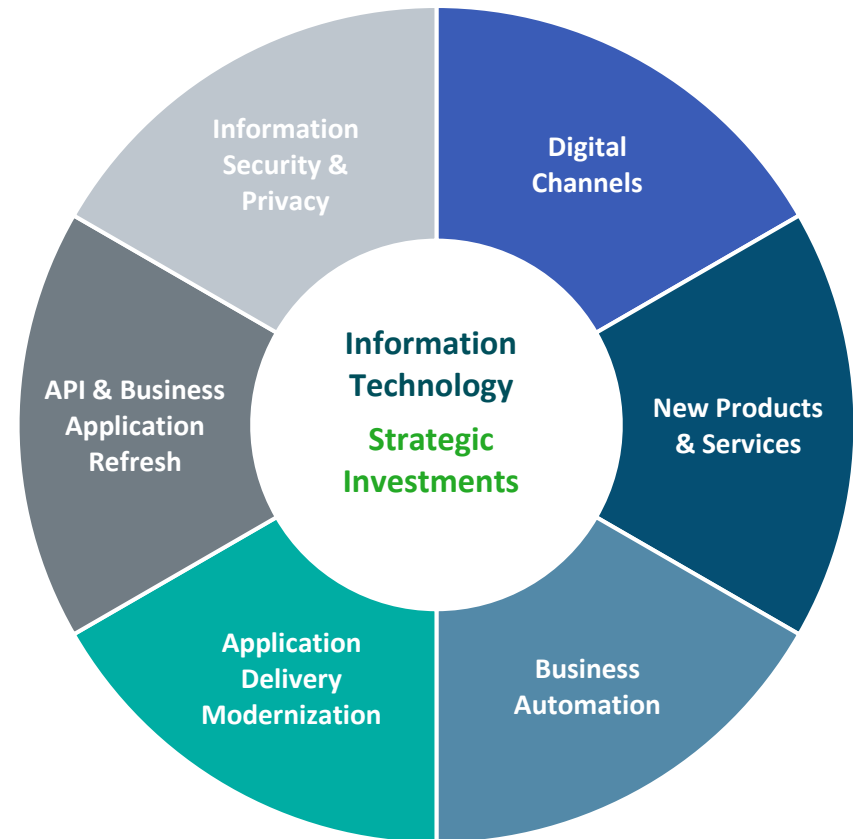 Information
Security &
Privacy
Digital
Channels
Information
Technology
Strategic
Investments
API & Business
Application
Refresh
New Products
& Services
Application
Delivery
Modernization
Business
Automation